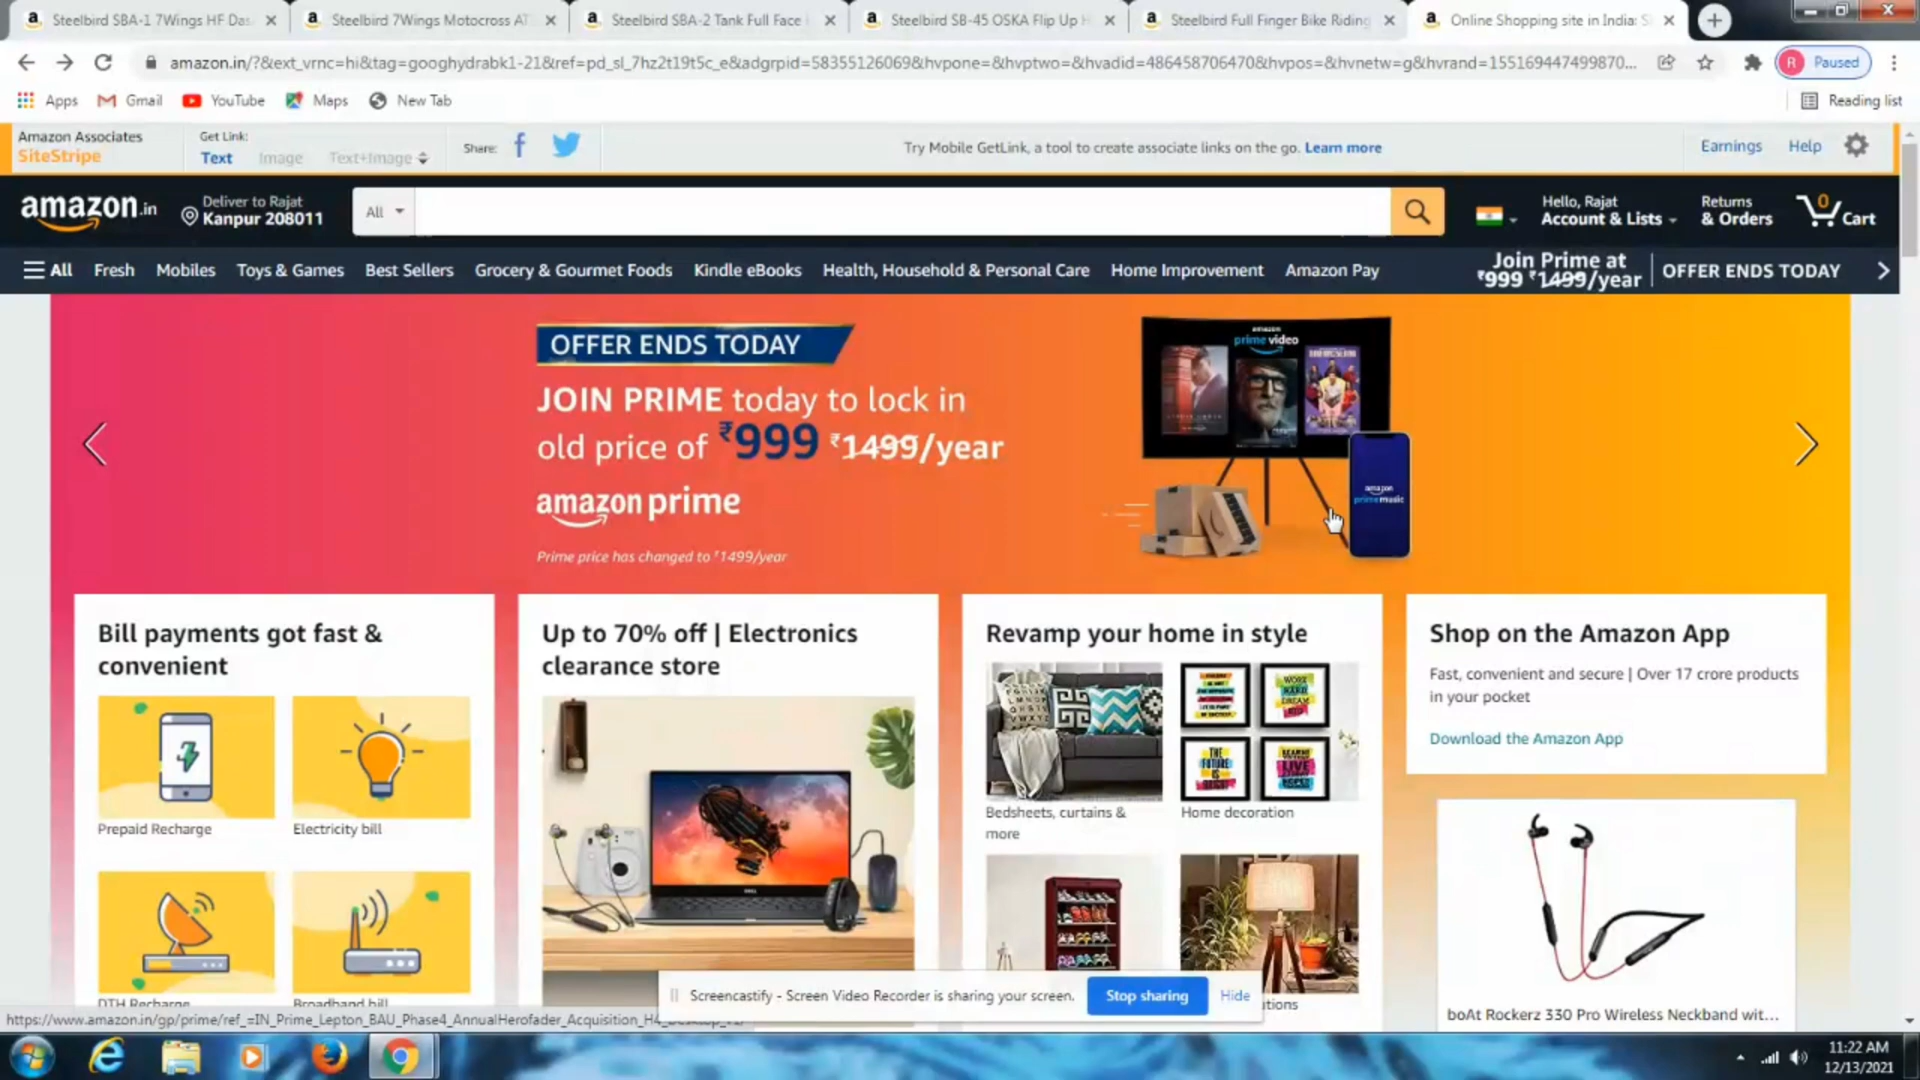 Steelbird SBA-1 7Wings HF Das
Steelbird 7Wings Motocross AT
Steelbird SBA-2 Tank Full Face
Steelbird SB-45 OSKA Flip Up H
Steelbird Full Finger Bike Riding
Online Shopping site in India: S
amazon.in/?&ext_vrnc=hi&tag=googhydrabk1-21&ref=pd_sl_7hz2t19t5c_e&adgrpid=58355126069&hvpone=&hvptwo=&hvadid=486458706470&hvpos=&hvnetw=g&hvrand=155169447499870...
R Paused
Apps
Gmail
YouTube
Maps
New Tab
Reading list
Amazon Associates
SiteStripe
Get Link:
Text
Image
Text+Image
Share:
Try Mobile GetLink, a tool to create associate links on the go. Learn more
Earnings
Help
amazon.in
Deliver to Rajat
Kanpur 208011
All
Hello, Rajat
Account & Lists
Returns
& Orders
0
Cart
All
Fresh
Mobiles
Toys & Games
Best Sellers
Grocery & Gourmet Foods
Kindle eBooks
Health, Household & Personal Care
Home Improvement
Amazon Pay
Join Prime at
₹999 ₹1499/year
OFFER ENDS TODAY
OFFER ENDS TODAY
JOIN PRIME today to lock in
old price of ₹999 ₹1499/year
amazon prime
Prime price has changed to ₹1499/year
amazon
prime video
amazon
prime music
Bill payments got fast &
convenient
Prepaid Recharge
Electricity bill
DTH Recharge
Broadband bill
Up to 70% off | Electronics
clearance store
Revamp your home in style
Bedsheets, curtains &
more
Home decoration
Shop on the Amazon App
Fast, convenient and secure | Over 17 crore products
in your pocket
Download the Amazon App
boAt Rockerz 330 Pro Wireless Neckband wit...
Screencastify - Screen Video Recorder is sharing your screen.
Stop sharing
Hide
11:22 AM
12/13/2021